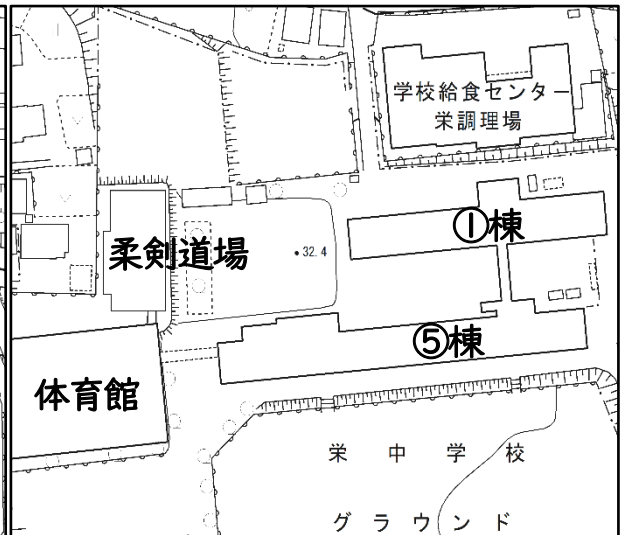 学校給食センター
栄調理場
①棟
柔剣道場
32.4
⑤棟
体育館
栄中学校
グラウンド